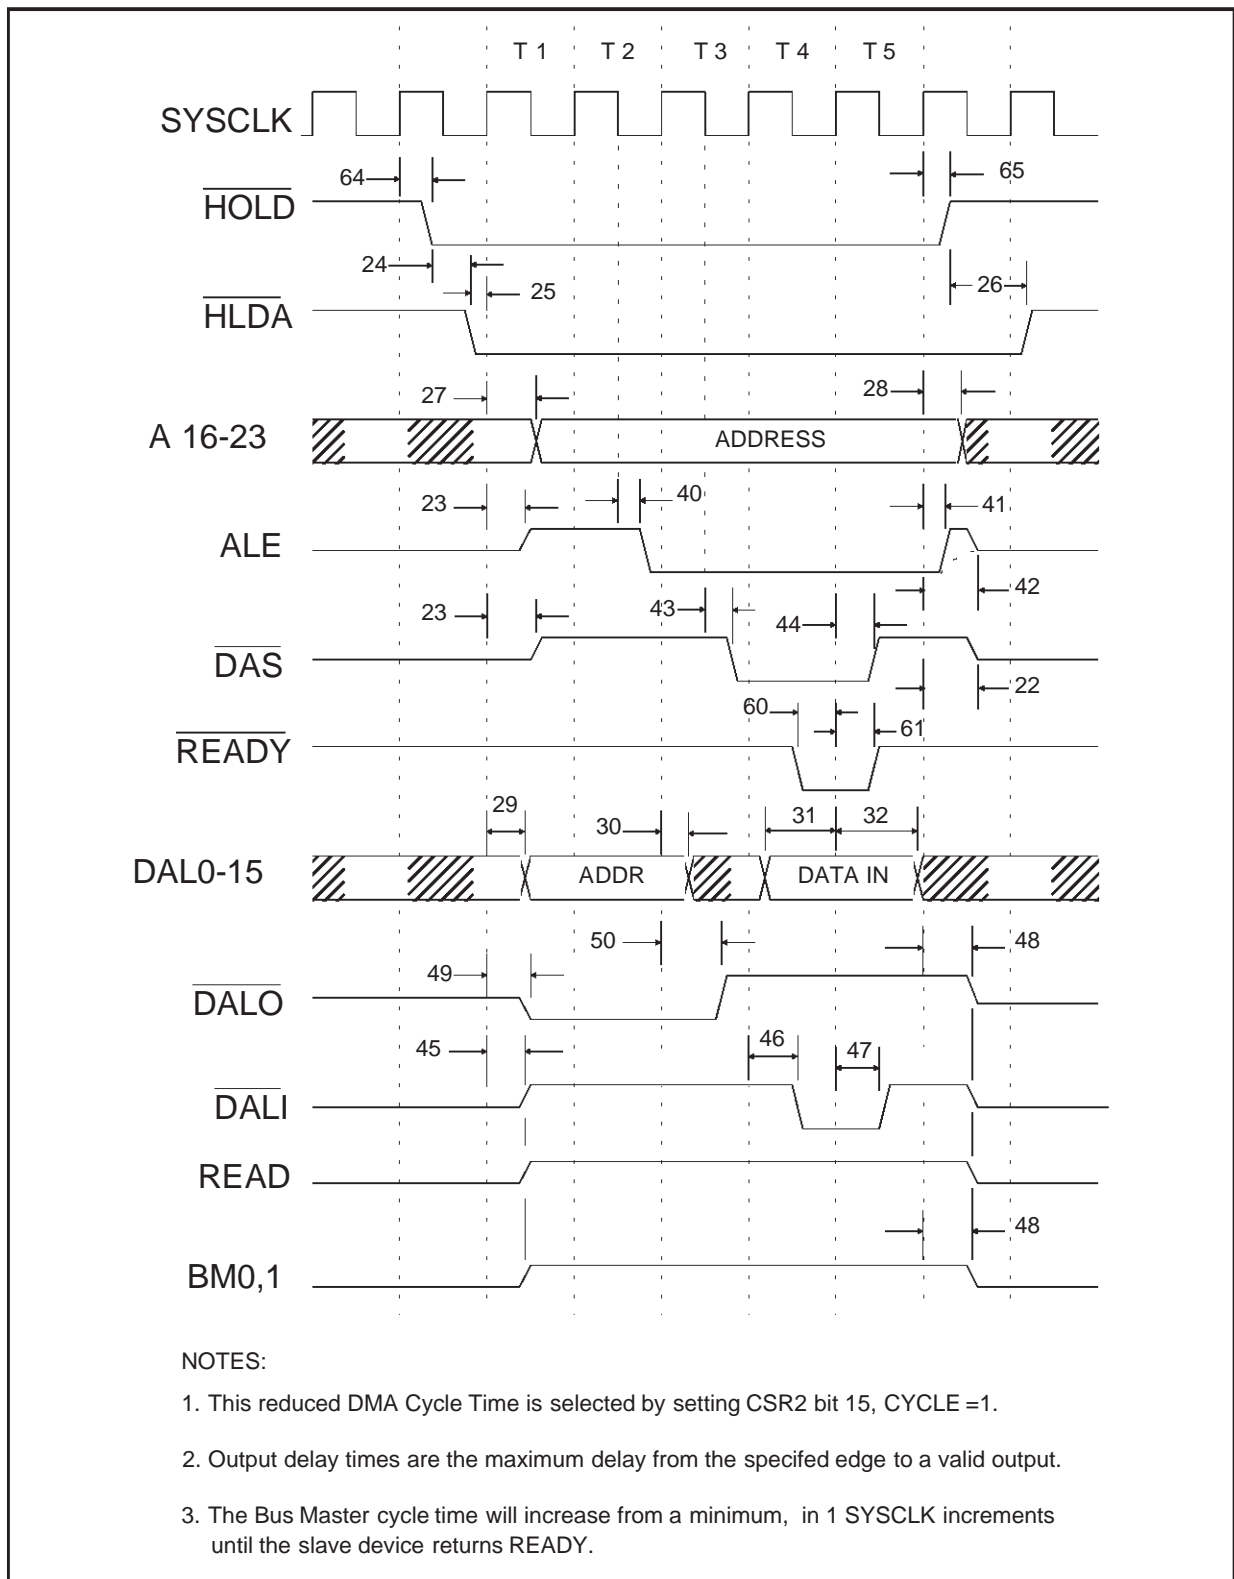 T 1 T 2 T 3 T 4 T 5
SYSCLK
64 65
HOLD
24 25 26
HLDA
27 28
A 16-23 ADDRESS
23 40 41
ALE
42
23 43 44
DAS
22
60 61
READY
29 30 31 32
DAL0-15 ADDR DATA IN
50 48
49
DALO
45 46 47
DALI
READ
48
BM0,1
NOTES:
1. This reduced DMA Cycle Time is selected by setting CSR2 bit 15, CYCLE =1.
2. Output delay times are the maximum delay from the specifed edge to a valid output.
3. The Bus Master cycle time will increase from a minimum, in 1 SYSCLK increments
until the slave device returns READY.